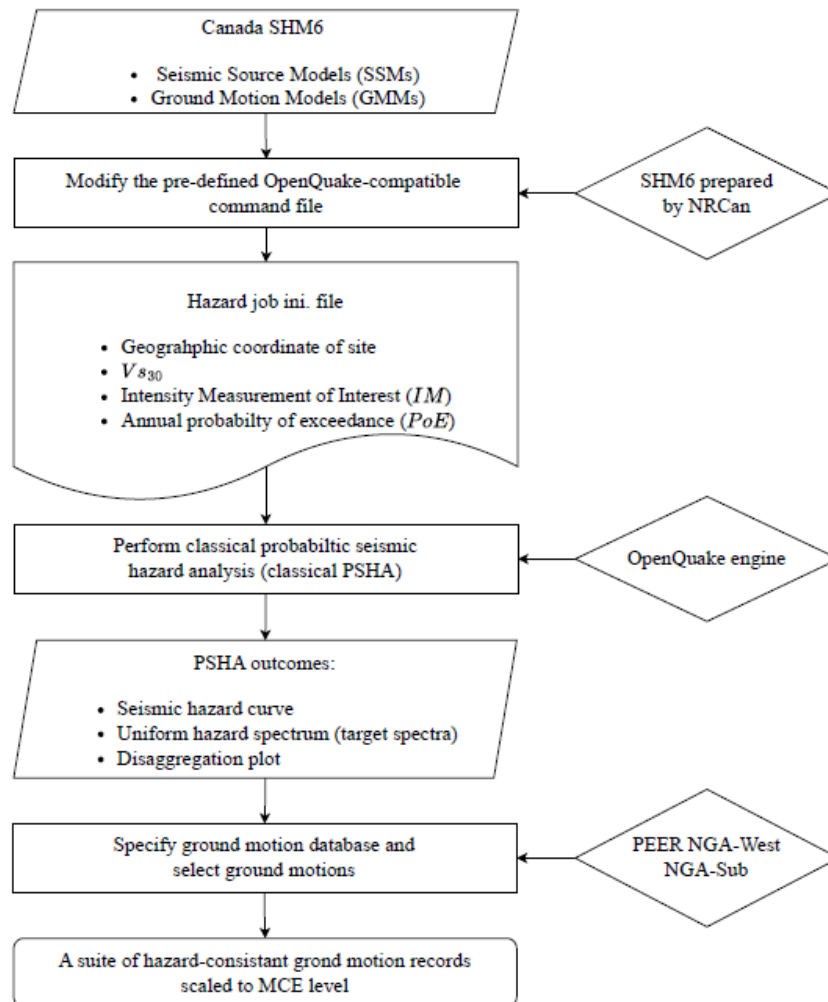 Canada SHM6
• Seismic Source Models (SSMs)
• Ground Motion Models (GMMs)
Modify the pre-defined OpenQuake-compatible
command file
SHM6 prepared
by NRCan
Hazard job ini. file
• Geograhphic coordinate of site
• Vs30
• Intensity Measurement of Interest (IM)
• Annual probabilty of exceedance (PoE)
Perform classical probabiltic seismic
hazard analysis (classical PSHA)
OpenQuake engine
PSHA outcomes:
• Seismic hazard curve
• Uniform hazard spectrum (target spectra)
• Disaggregation plot
Specify ground motion database and
select ground motions
PEER NGA-West
NGA-Sub
A suite of hazard-consistant grond motion records
scaled to MCE level